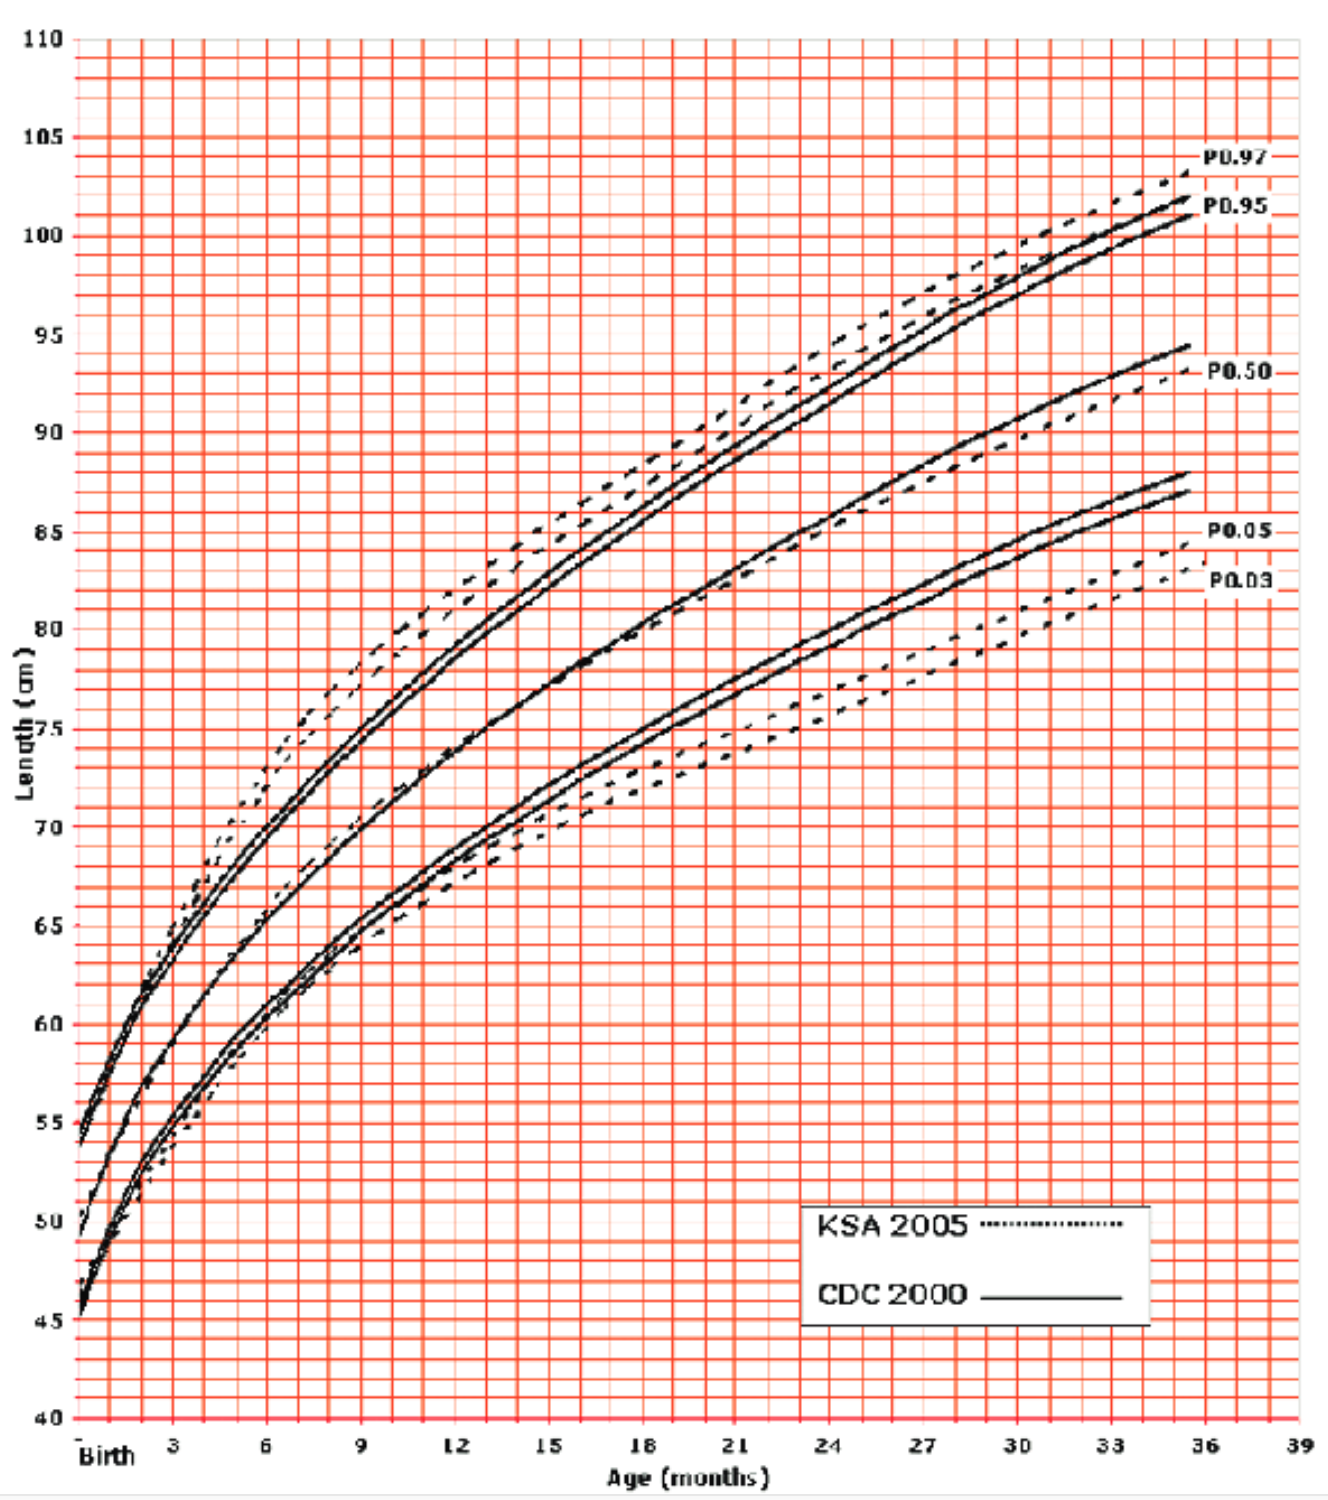 110
105
P0.97
P0.95
100
95
P0.50
90
85
P0.05
P0.03
80
75
Length (cm)
70
65
60
55
50
KSA 2005
CDC 2000
45
40
Birth 3 6 9 12 15 18 21 24 27 30 33 36 39
Age (months)